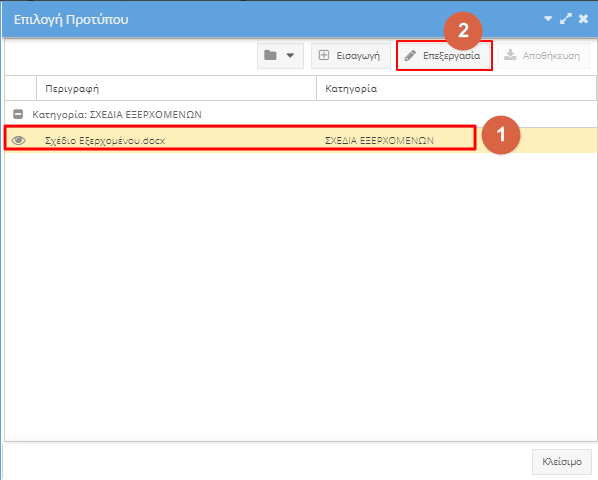 Επιλογή Προτύπου
2
Εισαγωγή Επεξεργασία Αποθήκευση
Περιγραφή Κατηγορία
Κατηγορία: ΣΧΕΔΙΑ ΕΞΕΡΧΟΜΕΝΩΝ
Σχέδιο Εξερχομένου.docx ΣΧΕΔΙΑ ΕΞΕΡΧΟΜΕΝΩΝ 1
Κλείσιμο